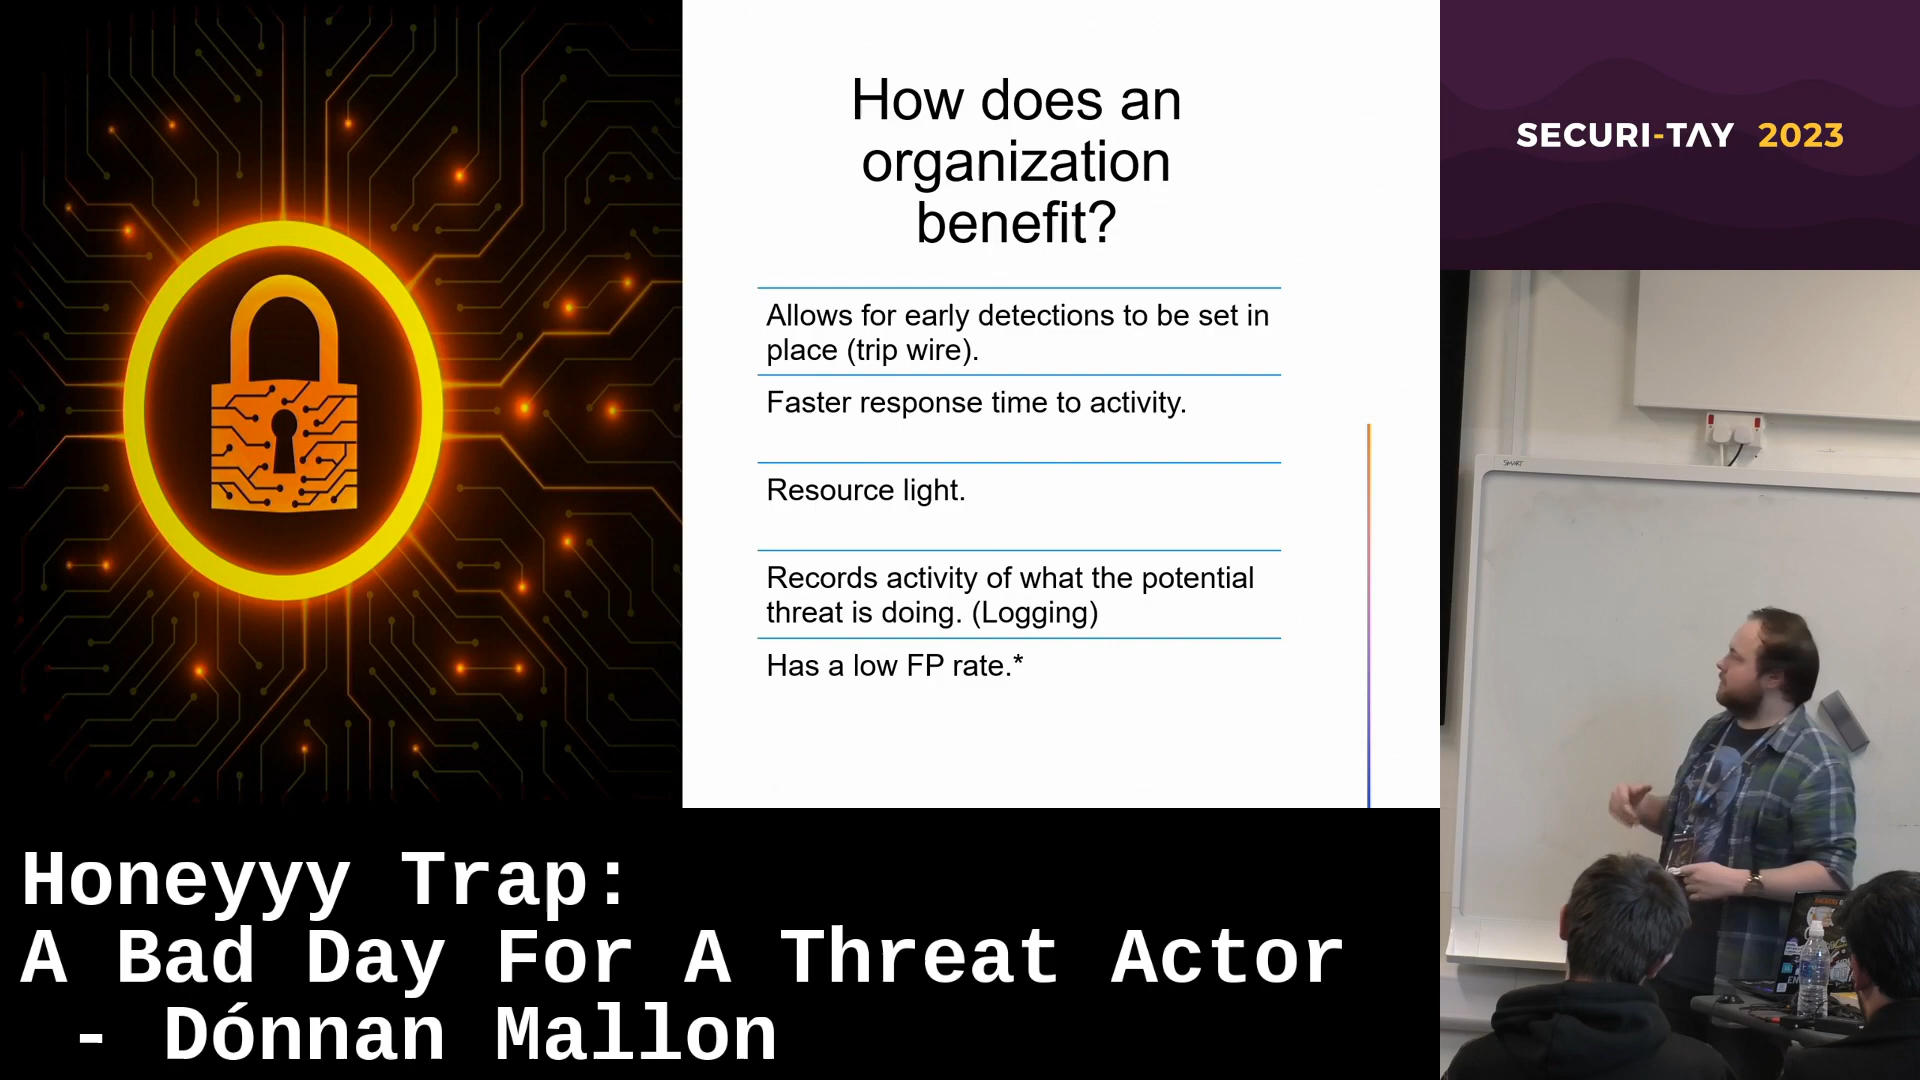 How does an
organization
benefit?
Allows for early detections to be set in
place (trip wire).
Faster response time to activity.
Resource light.
Records activity of what the potential
threat is doing. (Logging)
Has a low FP rate.*
SECURI-TAY 2023
SMART
Honeyyy Trap:
A Bad Day For A Threat Actor
- Dónnan Mallon